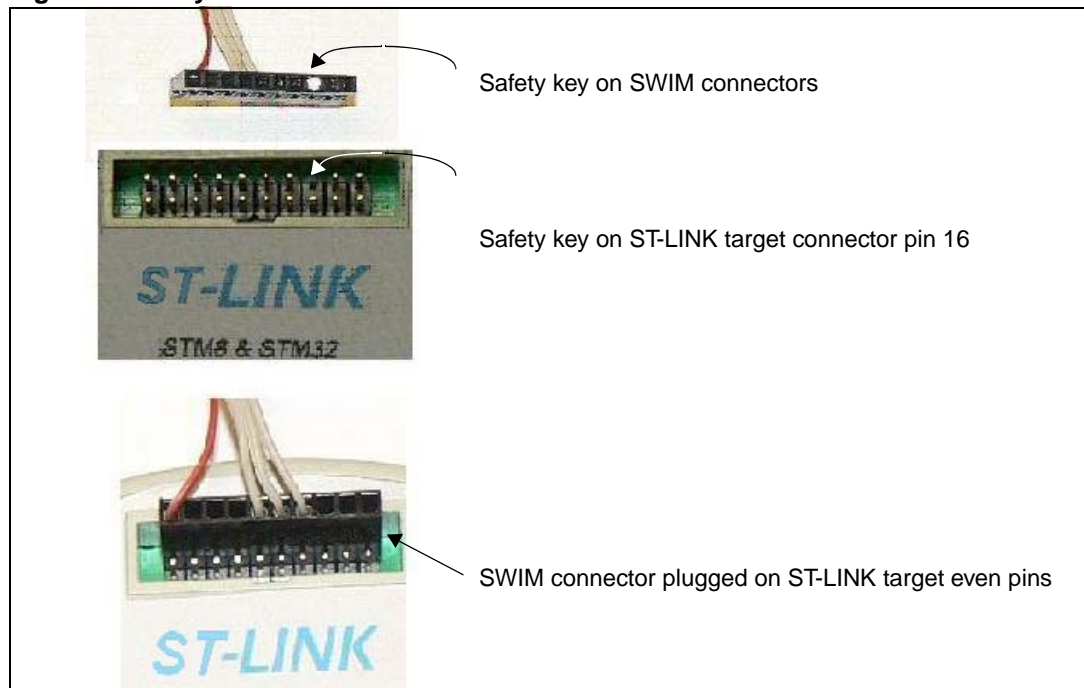 Safety key on SWIM connectors
Safety key on ST-LINK target connector pin 16
ST-LINK
STM8 & STM32
SWIM connector plugged on ST-LINK target even pins
ST-LINK